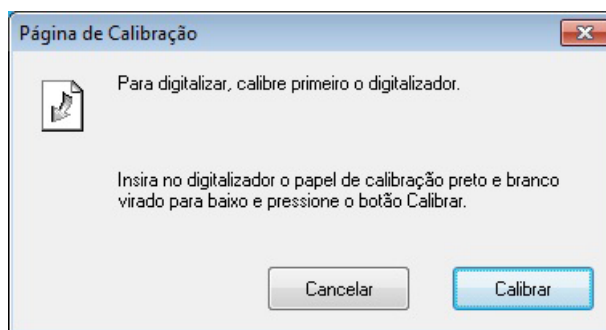 Página de Calibração
Para digitalizar, calibre primeiro o digitalizador.
Insira no digitalizador o papel de calibração preto e branco
virado para baixo e pressione o botão Calibrar.
Cancelar
Calibrar